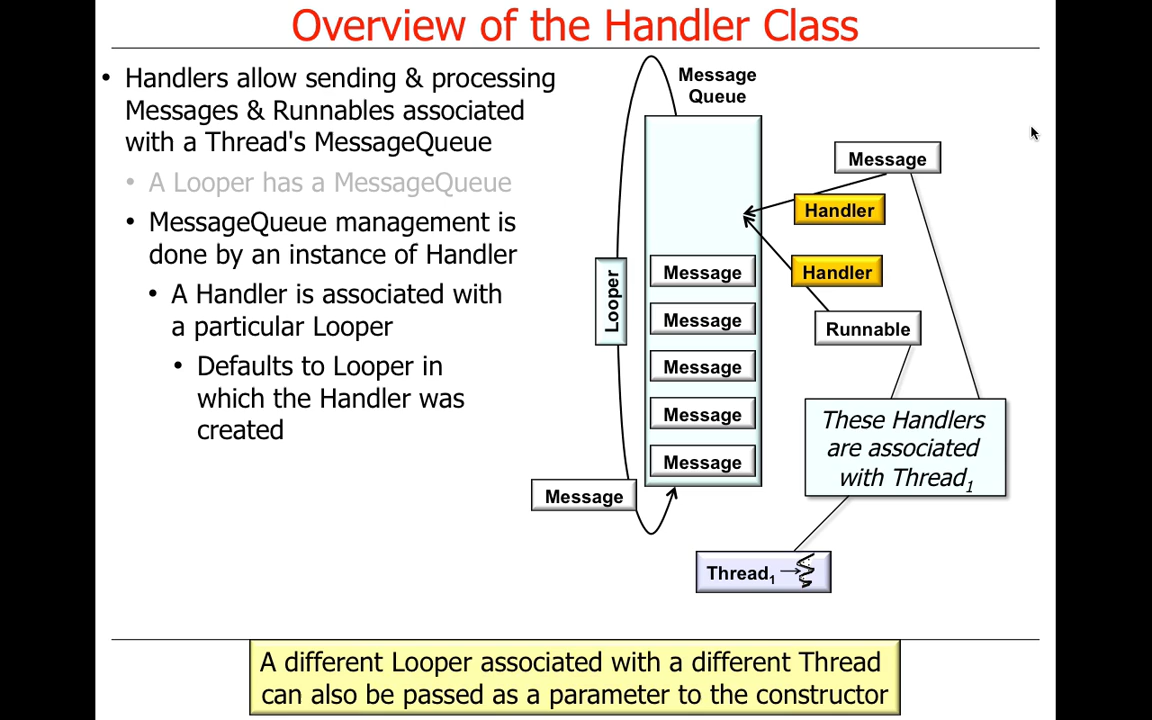 Overview of the Handler Class
• Handlers allow sending & processing
Messages & Runnables associated
with a Thread's MessageQueue
• A Looper has a MessageQueue
• MessageQueue management is
done by an instance of Handler
• A Handler is associated with
a particular Looper
• Defaults to Looper in
which the Handler was
created
Message
Queue
Message
Handler
Handler
Runnable
Looper
Message
Message
Message
Message
Message
Message
These Handlers
are associated
with Thread1
Thread1
A different Looper associated with a different Thread
can also be passed as a parameter to the constructor